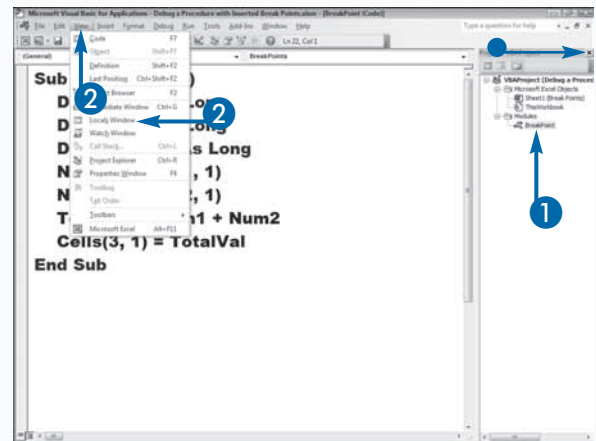 Microsoft Visual Basic for Applications - Debug a Procedure with Inserted Break Points.xlsm - [BreakPoint (Code)]
File Edit View Insert Format Debug Run Tools Add-Ins Window Help
Type a question for help
Ln 22, Col 1
(General)
BreakPoints
Code F7
Object Shift+F7
Definition Shift+F2
Last Position Ctrl+Shift+F2
Browser F2
Window Ctrl+G
Locals Window
Watch Window
Call Stack... Ctrl+L
Project Explorer Ctrl+R
Properties Window F4
Toolbox
Tab Order
Toolbars
Microsoft Excel Alt+F11
2
2
Sub )
D Long
D Long
D As Long
N , 1)
N , 1)
T 1 + Num2
Cells(3, 1) = TotalVal
End Sub
VBAProject (Debug a Proced
Microsoft Excel Objects
Sheet1 (Break Points)
ThisWorkbook
Modules
BreakPoint
1